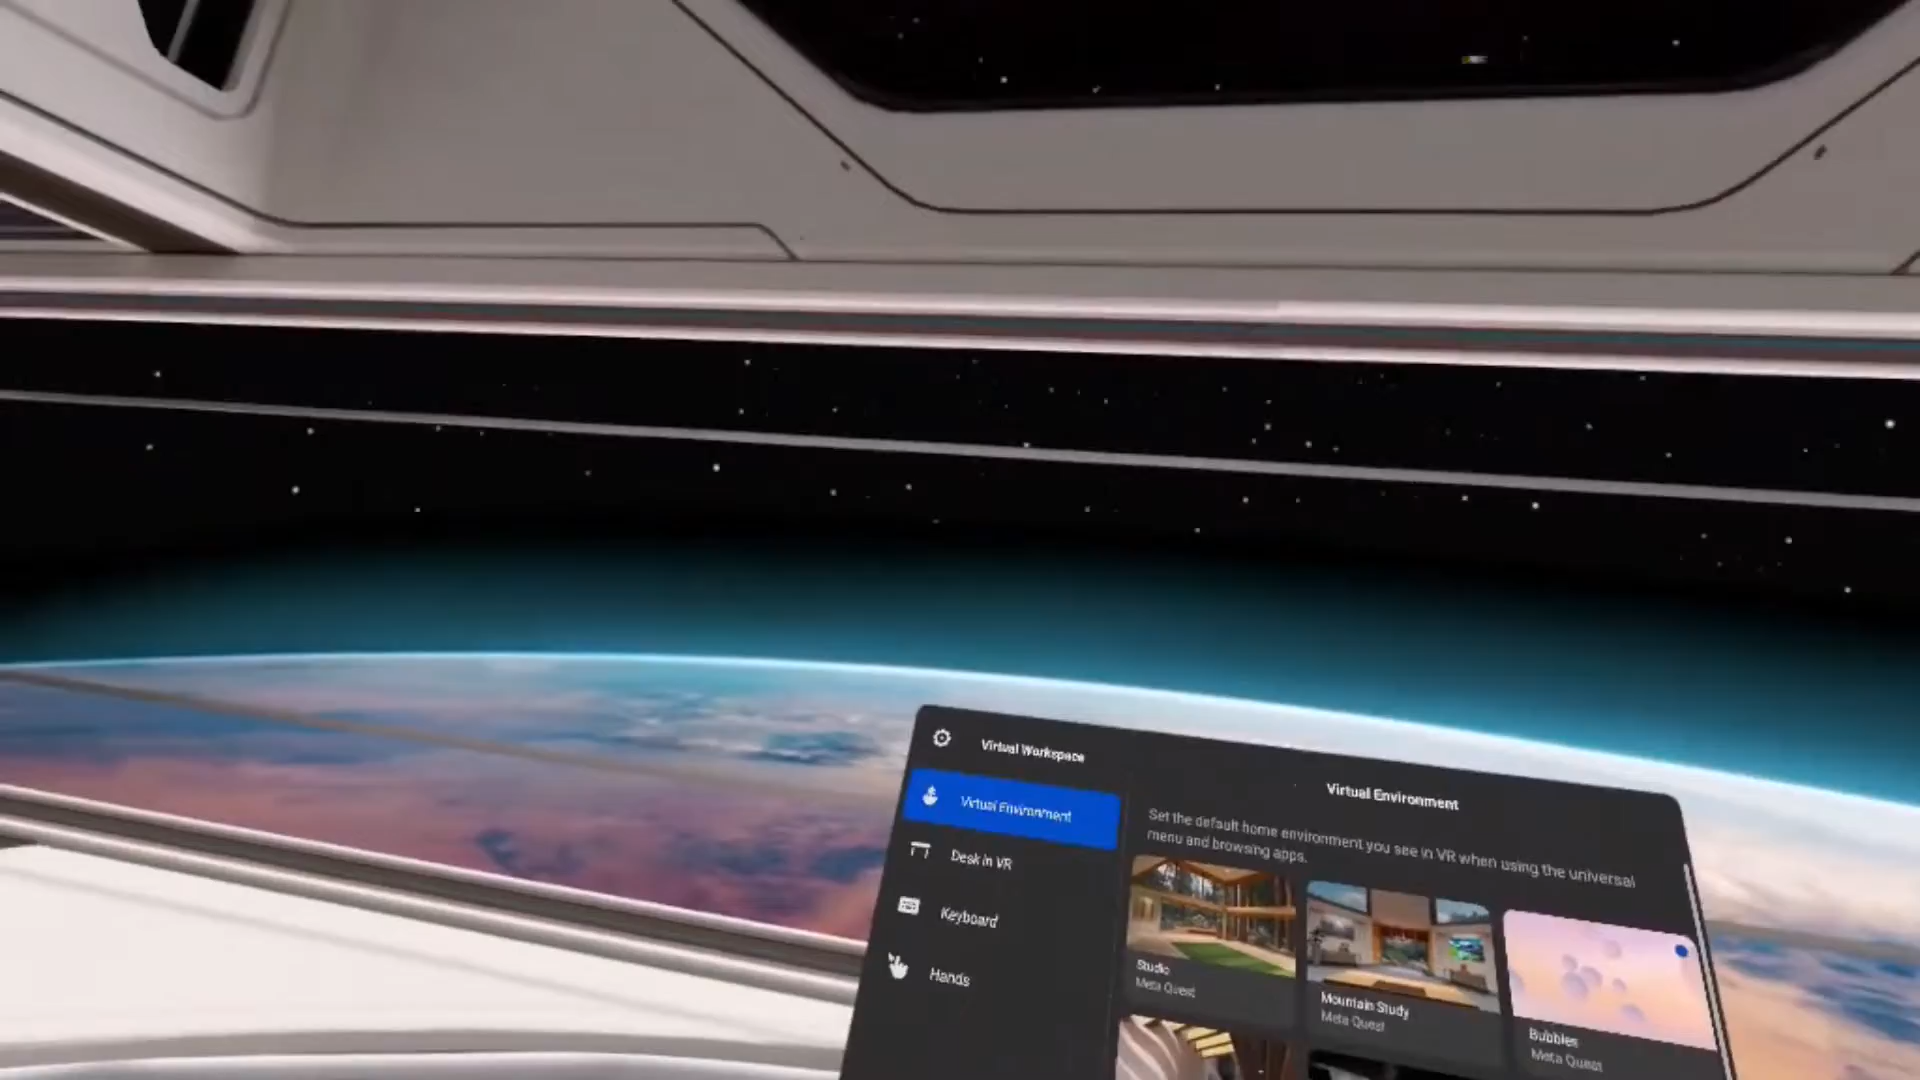 Virtual Workspace
Virtual Environment
Desk in VR
Keyboard
Hands
Virtual Environment
Set the default home environment you see in VR when using the universal
menu and browsing apps.
Studio
Meta Quest
Mountain Study
Meta Quest
Bubbles
Meta Quest